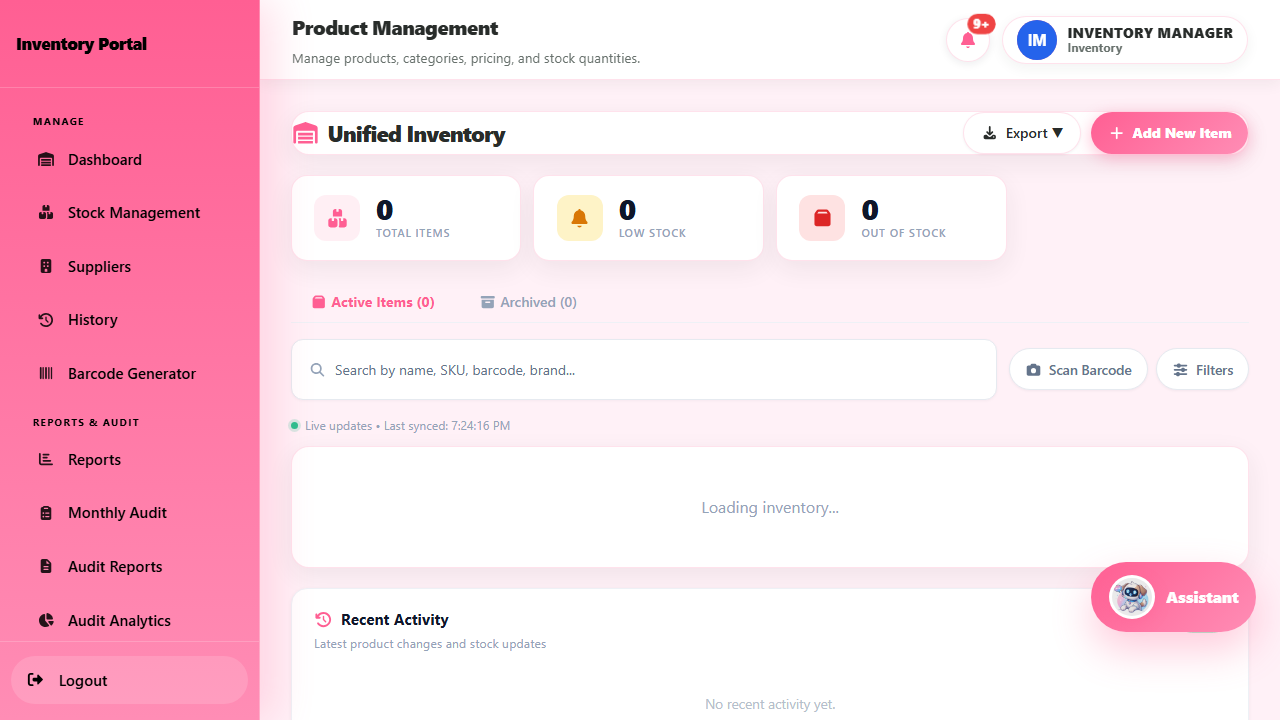 Inventory Portal
MANAGE
Dashboard
Stock Management
Suppliers
History
Barcode Generator
REPORTS & AUDIT
Reports
Monthly Audit
Audit Reports
Audit Analytics
Logout
Product Management
Manage products, categories, pricing, and stock quantities.
9+
IM
INVENTORY MANAGER
Inventory
Unified Inventory
Export ▼
Add New Item
0
TOTAL ITEMS
0
LOW STOCK
0
OUT OF STOCK
Active Items (0)
Archived (0)
Search by name, SKU, barcode, brand...
Scan Barcode
Filters
Live updates • Last synced: 7:24:16 PM
Loading inventory...
Recent Activity
Latest product changes and stock updates
No recent activity yet.
Assistant